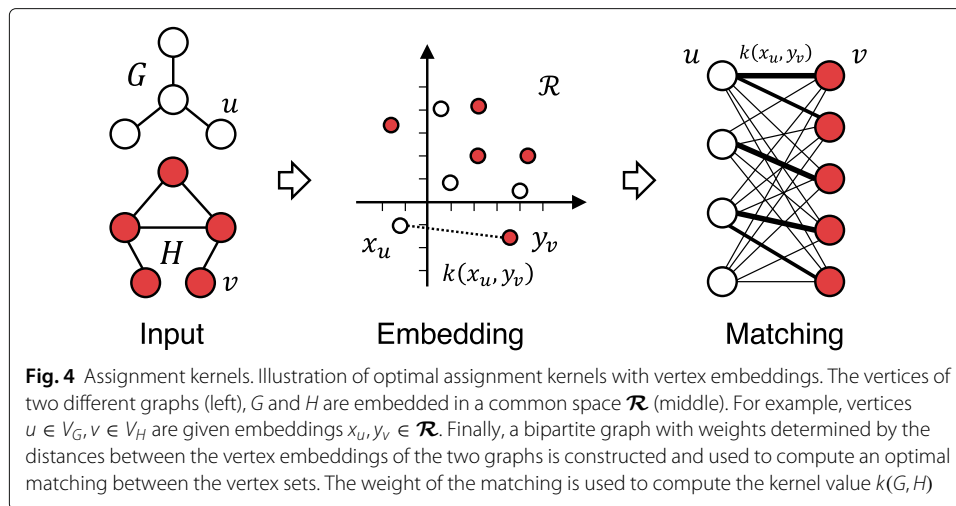 G
u
H
v
Input
ℛ
x_u
y_v
k(x_u, y_v)
Embedding
u
k(x_u, y_v)
v
Matching
Fig. 4 Assignment kernels. Illustration of optimal assignment kernels with vertex embeddings. The vertices of
two different graphs (left), G and H are embedded in a common space ℛ (middle). For example, vertices
u ∈ V_G, v ∈ V_H are given embeddings x_u, y_v ∈ ℛ. Finally, a bipartite graph with weights determined by the
distances between the vertex embeddings of the two graphs is constructed and used to compute an optimal
matching between the vertex sets. The weight of the matching is used to compute the kernel value k(G, H)